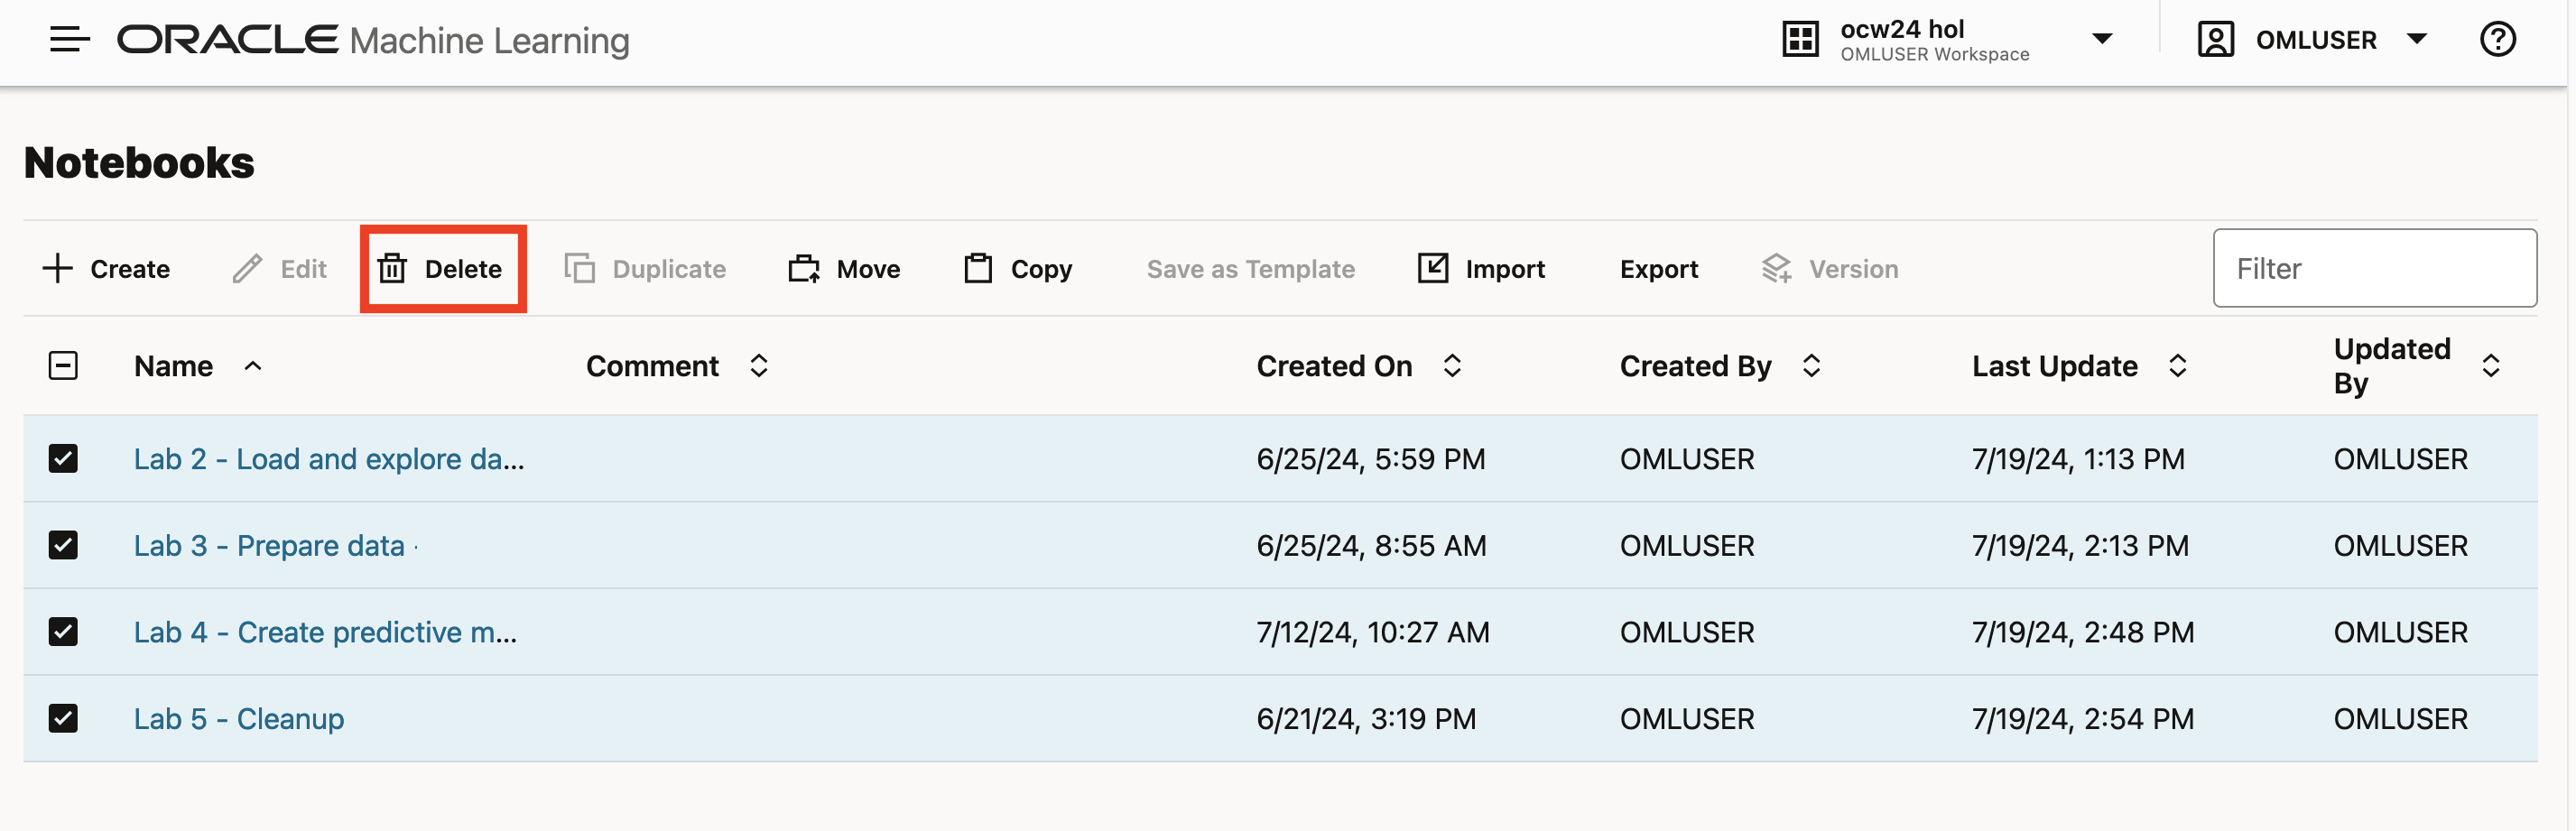 ORACLE Machine Learning
ocw24 hol
OMLUSER Workspace
OMLUSER
Notebooks
Create Edit Delete Duplicate Move Copy Save as Template Import Export Version Filter
Name Comment Created On Created By Last Update Updated By
Lab 2 - Load and explore da... 6/25/24, 5:59 PM OMLUSER 7/19/24, 1:13 PM OMLUSER
Lab 3 - Prepare data · 6/25/24, 8:55 AM OMLUSER 7/19/24, 2:13 PM OMLUSER
Lab 4 - Create predictive m... 7/12/24, 10:27 AM OMLUSER 7/19/24, 2:48 PM OMLUSER
Lab 5 - Cleanup 6/21/24, 3:19 PM OMLUSER 7/19/24, 2:54 PM OMLUSER